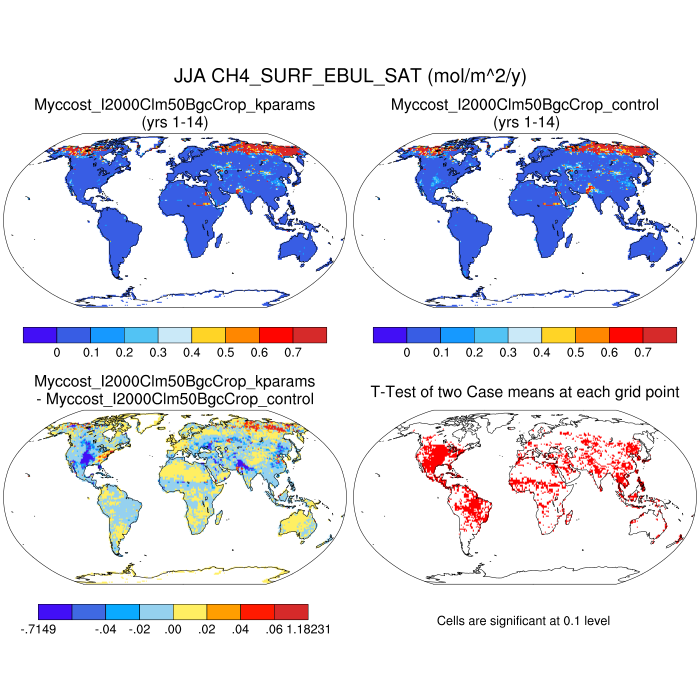 JJA CH4_SURF_EBUL_SAT (mol/m^2/y)
Myccost_I2000Clm50BgcCrop_kparams
(yrs 1-14)
Myccost_I2000Clm50BgcCrop_control
(yrs 1-14)
0 0.1 0.2 0.3 0.4 0.5 0.6 0.7
0 0.1 0.2 0.3 0.4 0.5 0.6 0.7
Myccost_I2000Clm50BgcCrop_kparams
- Myccost_I2000Clm50BgcCrop_control
T-Test of two Case means at each grid point
-.7149 -.04 -.02 .00 .02 .04 .06 1.18231
Cells are significant at 0.1 level